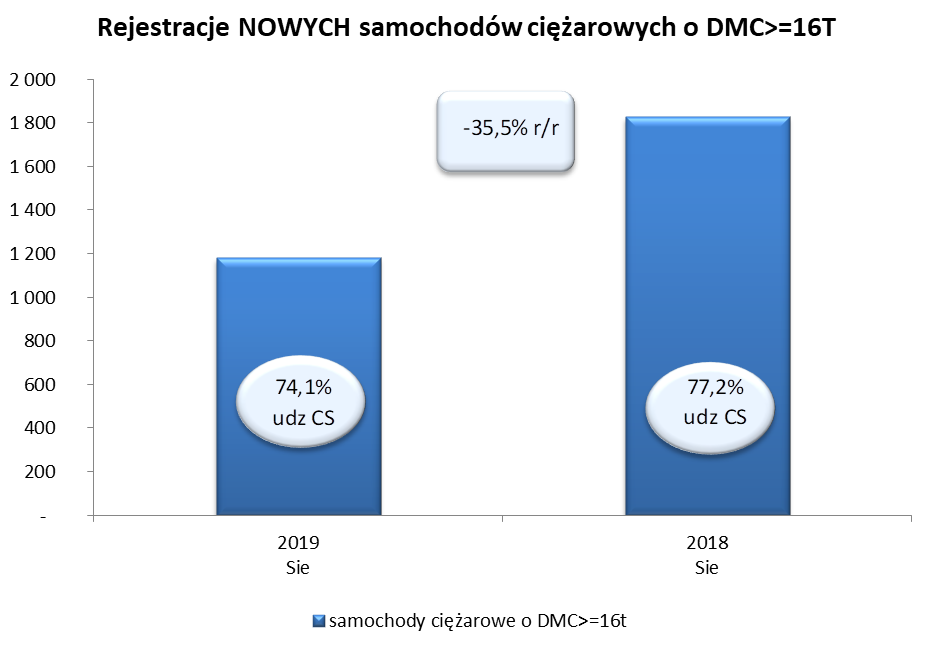 Rejestracje NOWYCH samochodów ciężarowych o DMC>=16T
2 000
1 800
1 600
1 400
1 200
1 000
800
600
400
200
-
-35,5% r/r
74,1%
udz CS
77,2%
udz CS
2019
Sie
2018
Sie
samochody ciężarowe o DMC>=16t